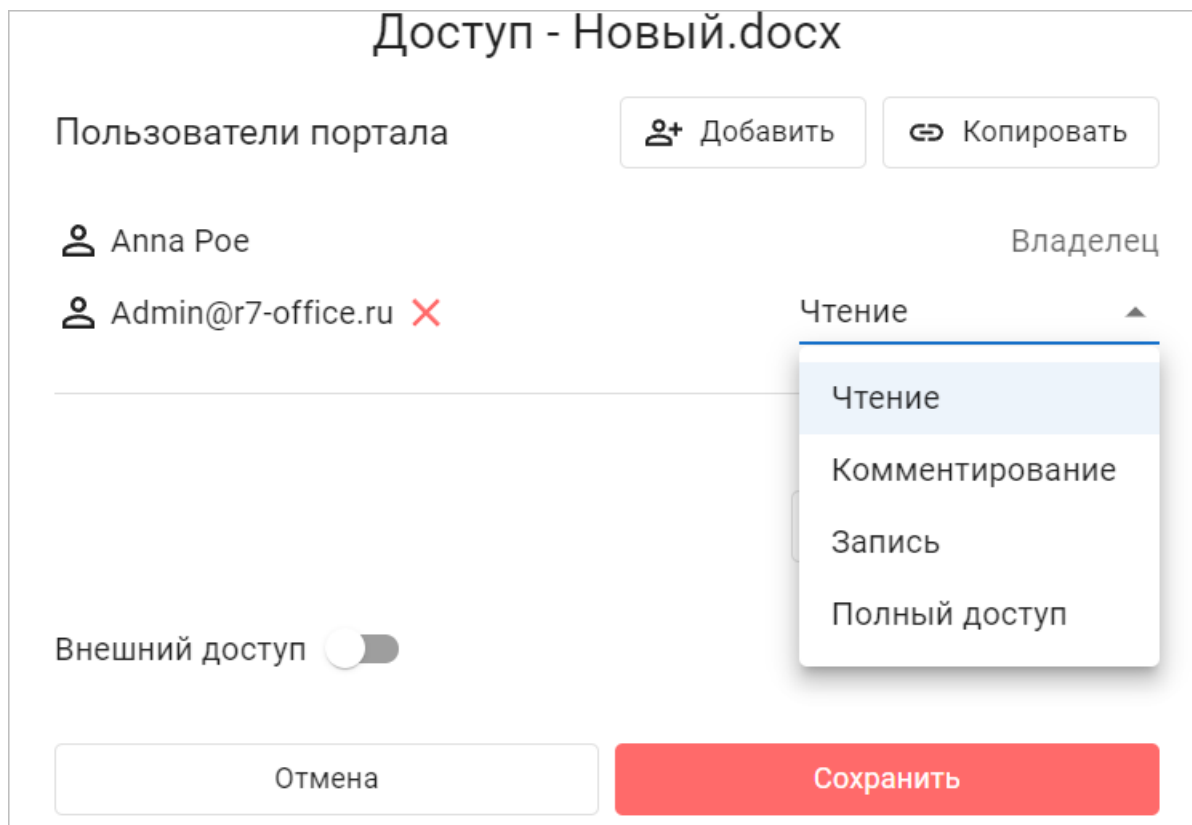 Доступ - Новый.docx
Пользователи портала Добавить Копировать
Anna Poe Владелец
Admin@r7-office.ru Чтение
Чтение
Комментирование
Запись
Полный доступ
Внешний доступ
Отмена Сохранить